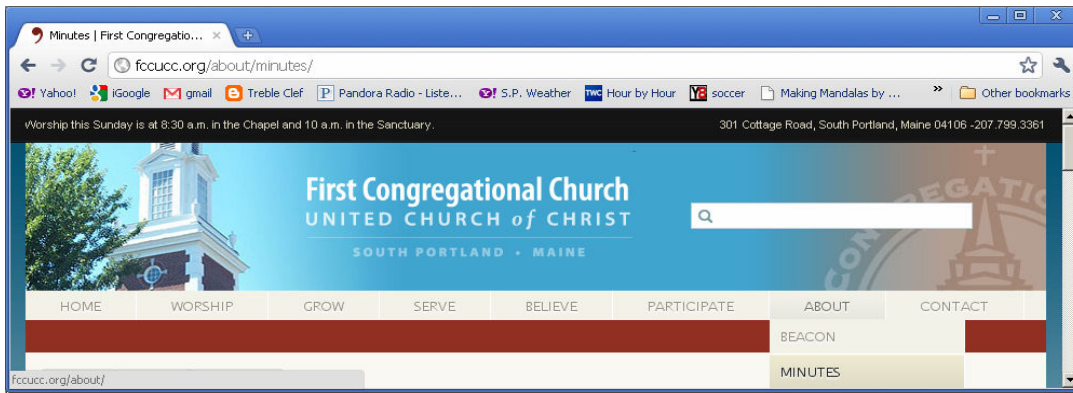 Minutes | First Congregatio...
fccucc.org/about/minutes/
Yahoo! iGoogle gmail Treble Clef Pandora Radio - Liste... S.P. Weather TWC Hour by Hour Y2 soccer Making Mandalas by ... » Other bookmarks
Worship this Sunday is at 8:30 a.m. in the Chapel and 10 a.m. in the Sanctuary. 301 Cottage Road, South Portland, Maine 04106 -207.799.3361
First Congregational Church
UNITED CHURCH of CHRIST
SOUTH PORTLAND • MAINE
CONGREGATIO
HOME WORSHIP GROW SERVE BELIEVE PARTICIPATE ABOUT CONTACT
BEACON
MINUTES
fccucc.org/about/